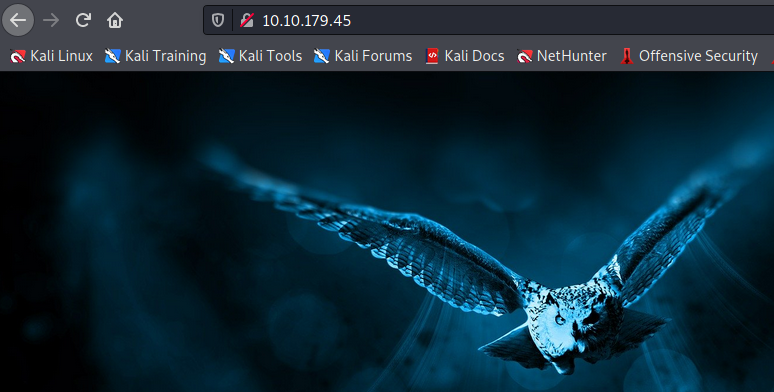 10.10.179.45
Kali Linux Kali Training Kali Tools Kali Forums Kali Docs NetHunter Offensive Security